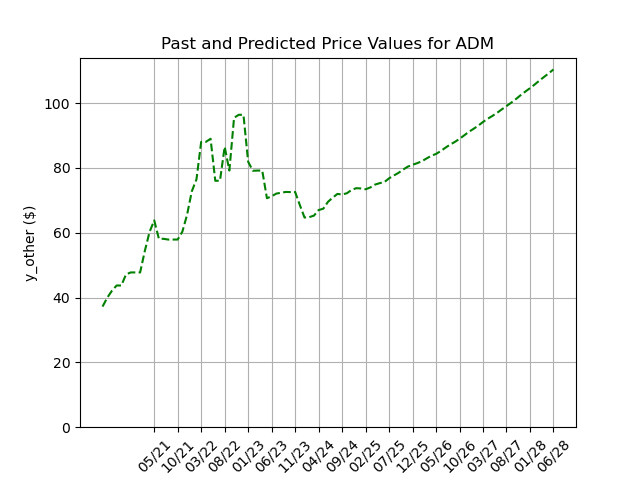 Past and Predicted Price Values for ADM
y_other ($)
100
80
60
40
20
0
05/21 10/21 03/22 08/22 01/23 06/23 11/23 04/24 09/24 02/25 07/25 12/25 05/26 10/26 03/27 08/27 01/28 06/28